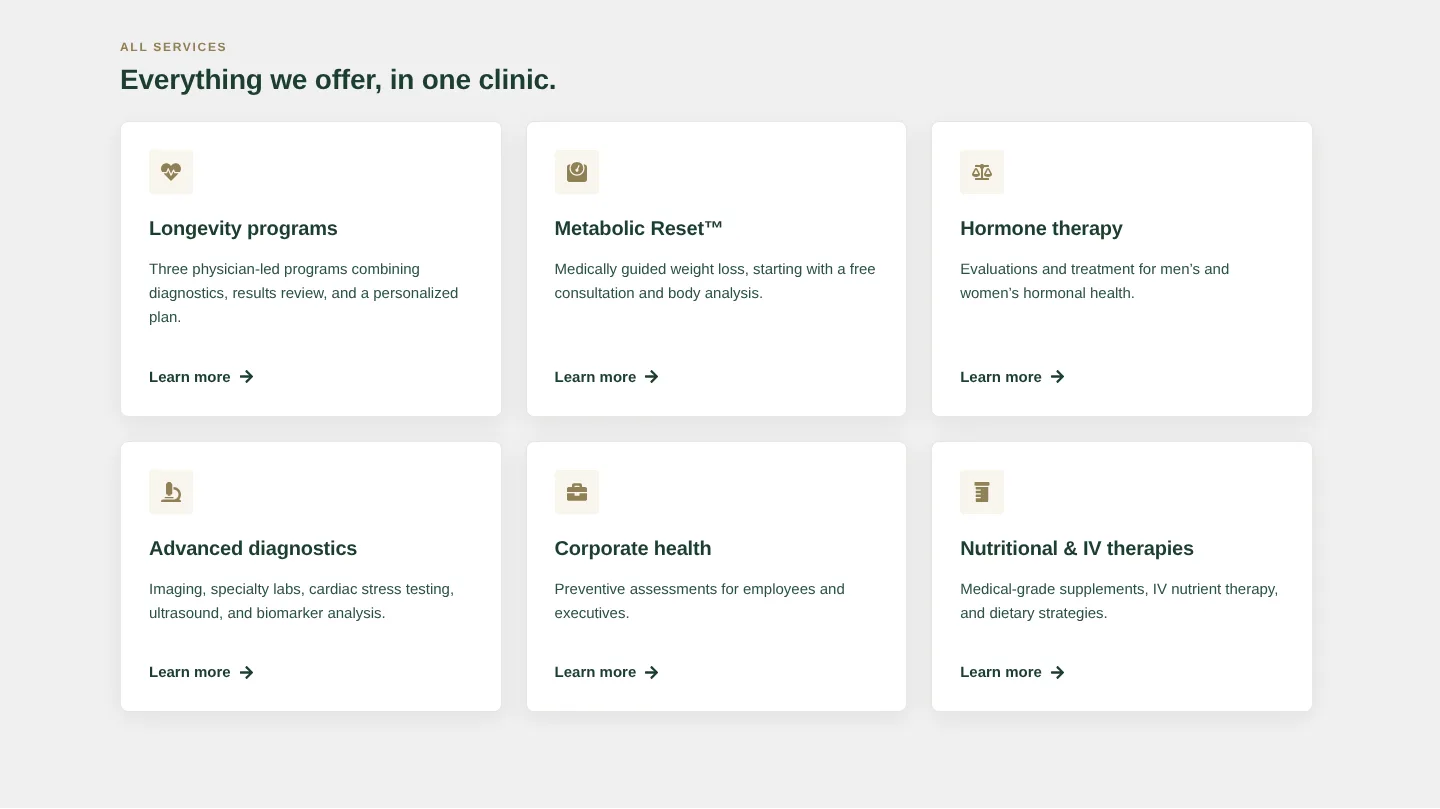 ALL SERVICES
Everything we offer, in one clinic.
Longevity programs
Three physician-led programs combining
diagnostics, results review, and a personalized
plan.
Learn more
Metabolic Reset™
Medically guided weight loss, starting with a free
consultation and body analysis.
Learn more
Hormone therapy
Evaluations and treatment for men’s and
women’s hormonal health.
Learn more
Advanced diagnostics
Imaging, specialty labs, cardiac stress testing,
ultrasound, and biomarker analysis.
Learn more
Corporate health
Preventive assessments for employees and
executives.
Learn more
Nutritional & IV therapies
Medical-grade supplements, IV nutrient therapy,
and dietary strategies.
Learn more